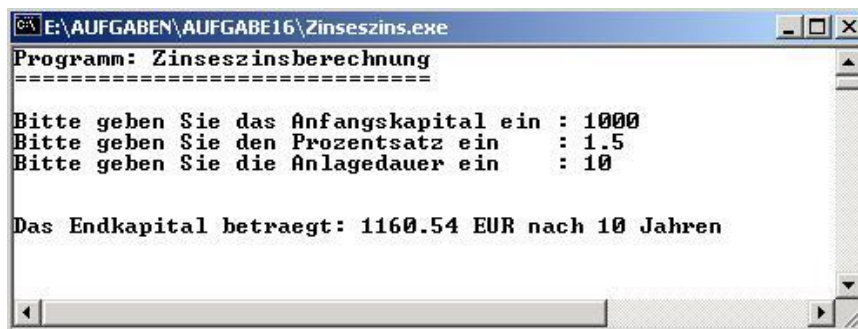 E:\AUFGABEN\AUFGABE16\Zinseszins.exe
Programm: Zinseszinsberechnung
==============================
Bitte geben Sie das Anfangskapital ein : 1000
Bitte geben Sie den Prozentsatz ein : 1.5
Bitte geben Sie die Anlagedauer ein : 10
Das Endkapital betraegt: 1160.54 EUR nach 10 Jahren